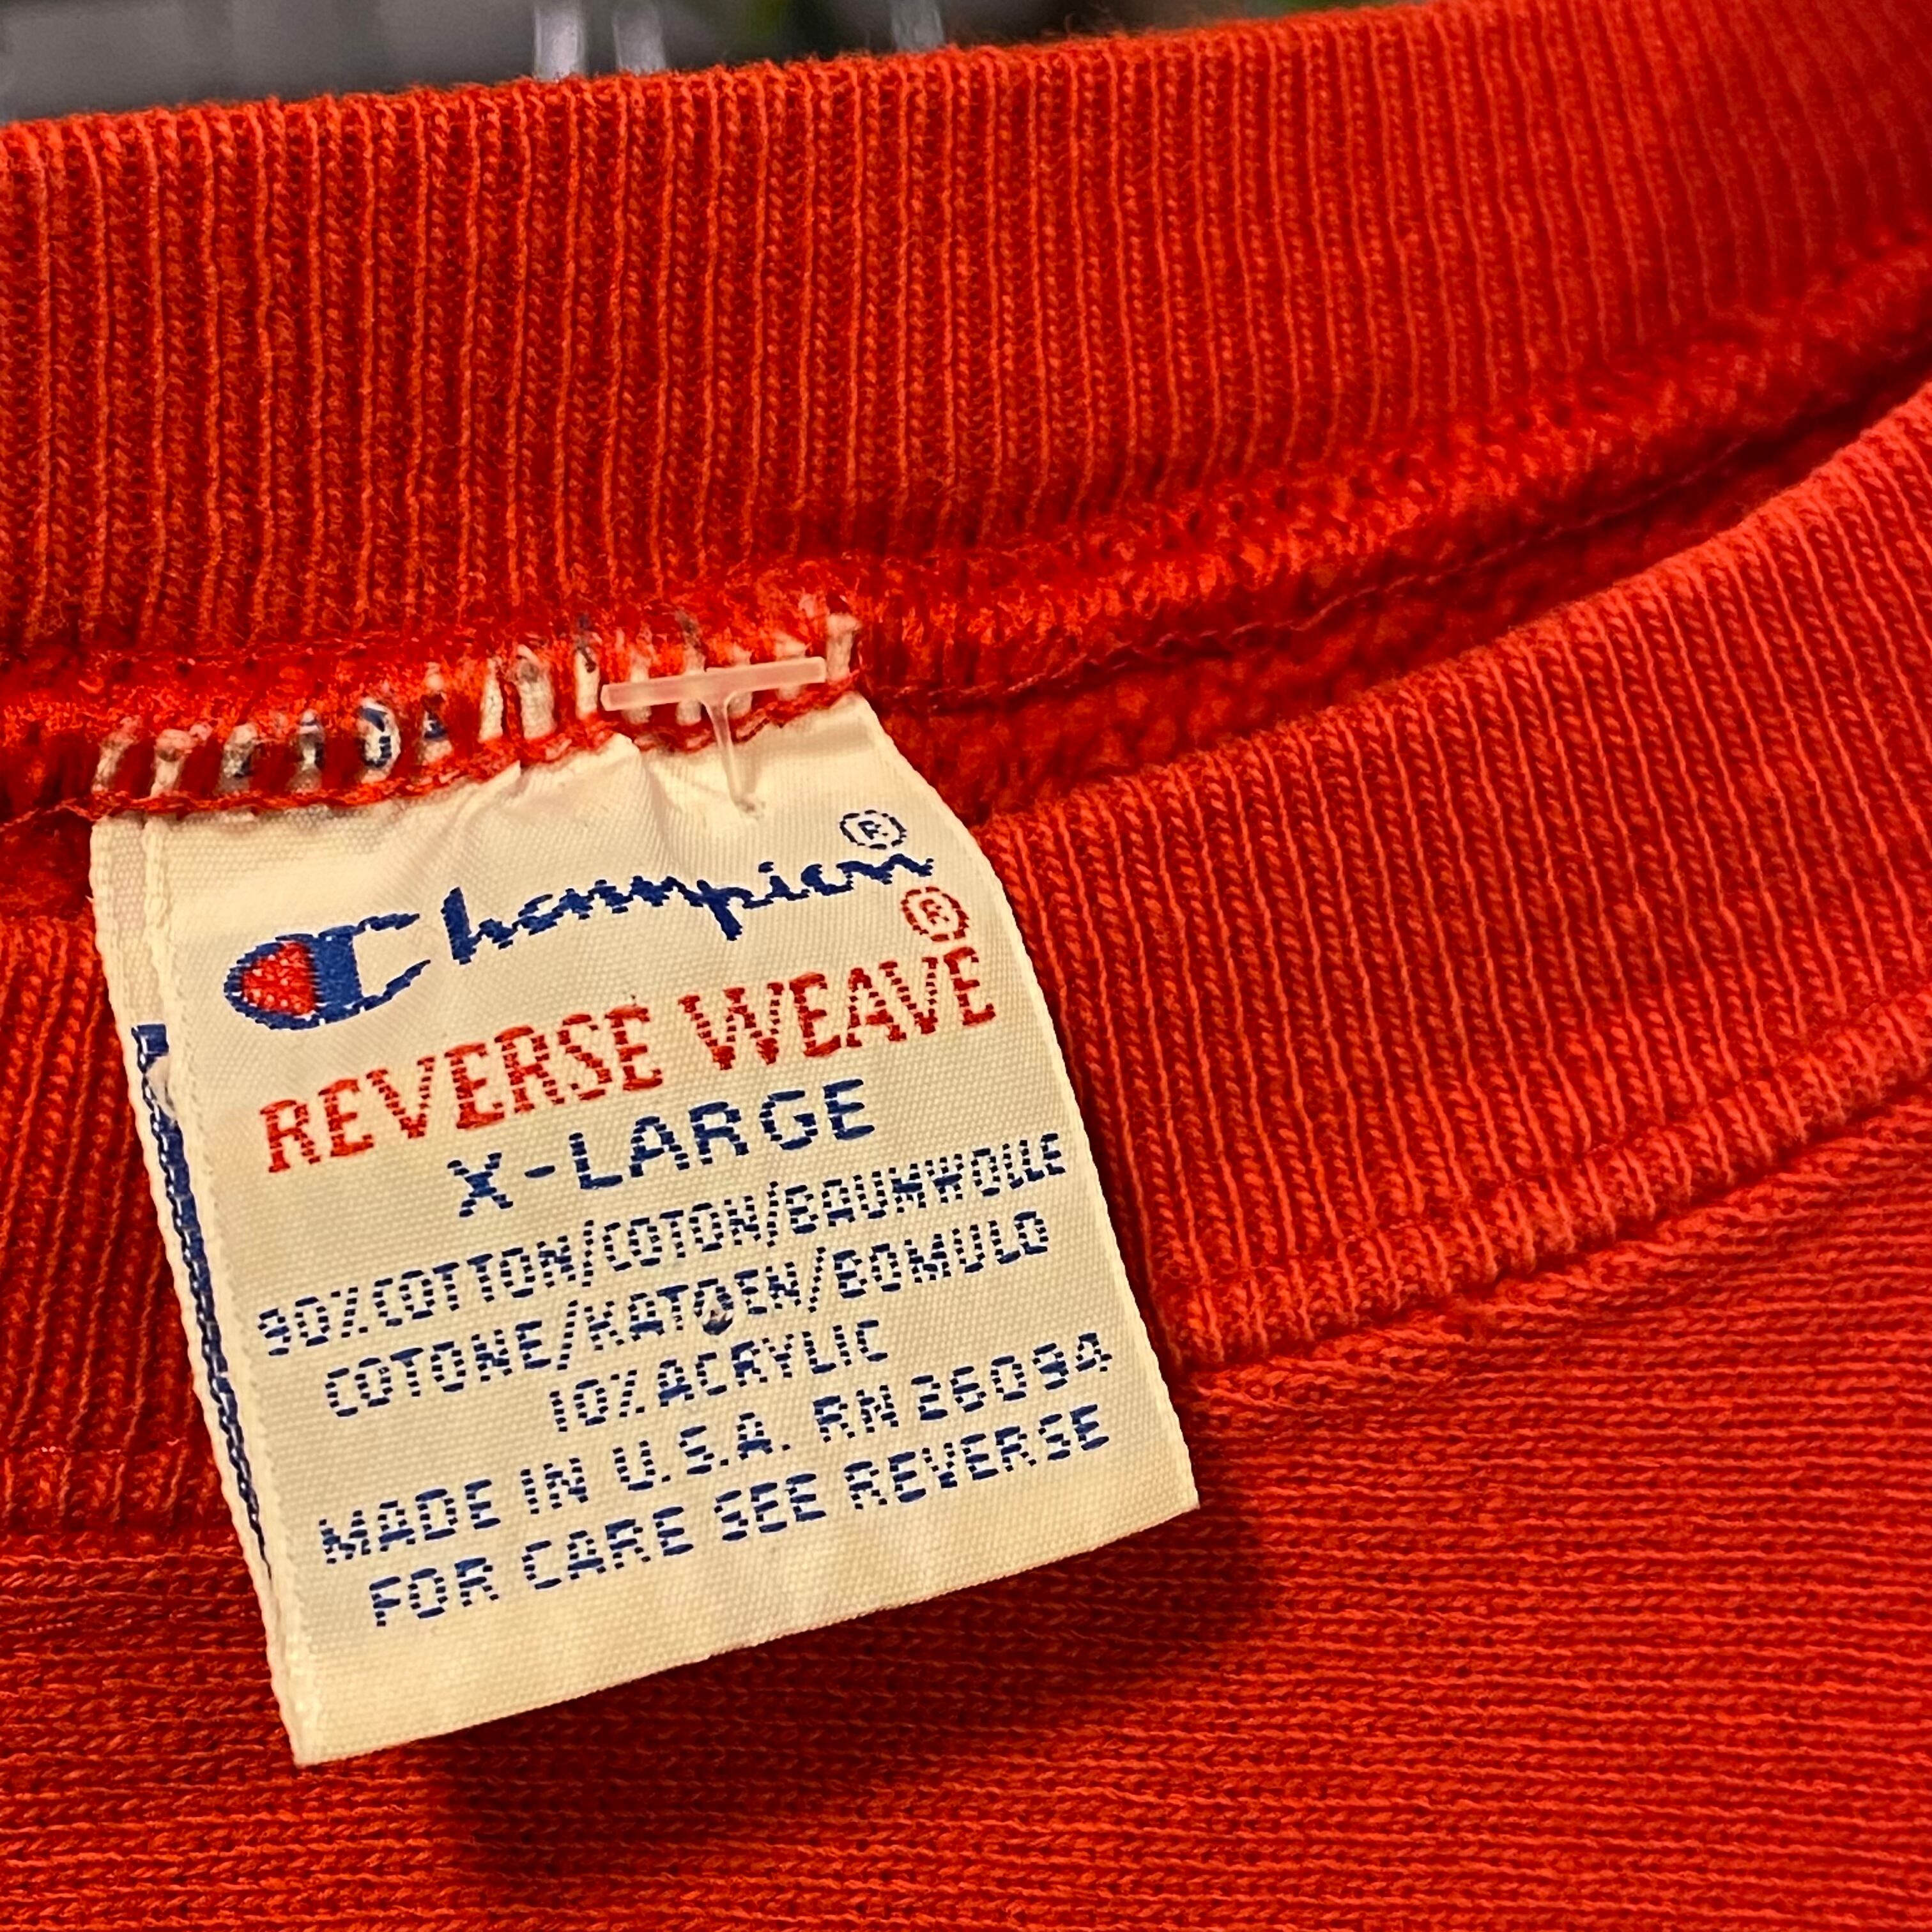 Champion®
REVERSE WEAVE®
X-LARGE
90%COTTON/COTON/BAUMWOLLE
COTONE/KATOEN/BOMULD
10%ACRYLIC
MADE IN U.S.A. RN 26094
FOR CARE SEE REVERSE